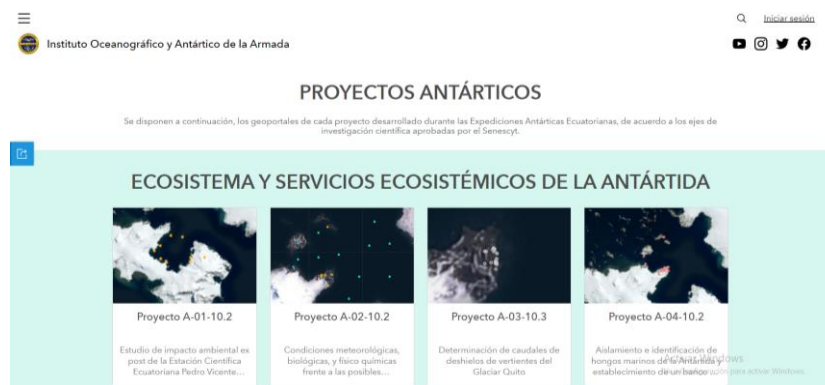 Iniciar sesión
Instituto Oceanográfico y Antártico de la Armada
PROYECTOS ANTÁRTICOS
Se disponen a continuación, los geoportales de cada proyecto desarrollado durante las Expediciones Antárticas Ecuatorianas, de acuerdo a los ejes de
investigación científica aprobadas por el Senescyt.
ECOSISTEMA Y SERVICIOS ECOSISTÉMICOS DE LA ANTÁRTIDA
Proyecto A-01-10.2
Estudio de impacto ambiental ex
post de la Estación Científica
Ecuatoriana Pedro Vicente...
Proyecto A-02-10.2
Condiciones meteorológicas,
biológicas, y físico químicas
frente a las posibles...
Proyecto A-03-10.3
Determinación de caudales de
deshielos de vertientes del
Glaciar Quito
Proyecto A-04-10.2
Aislamiento e identificación de
hongos marinos de la Antártida y
establecimiento de un banco...
Activar Windows
para activar Windows.